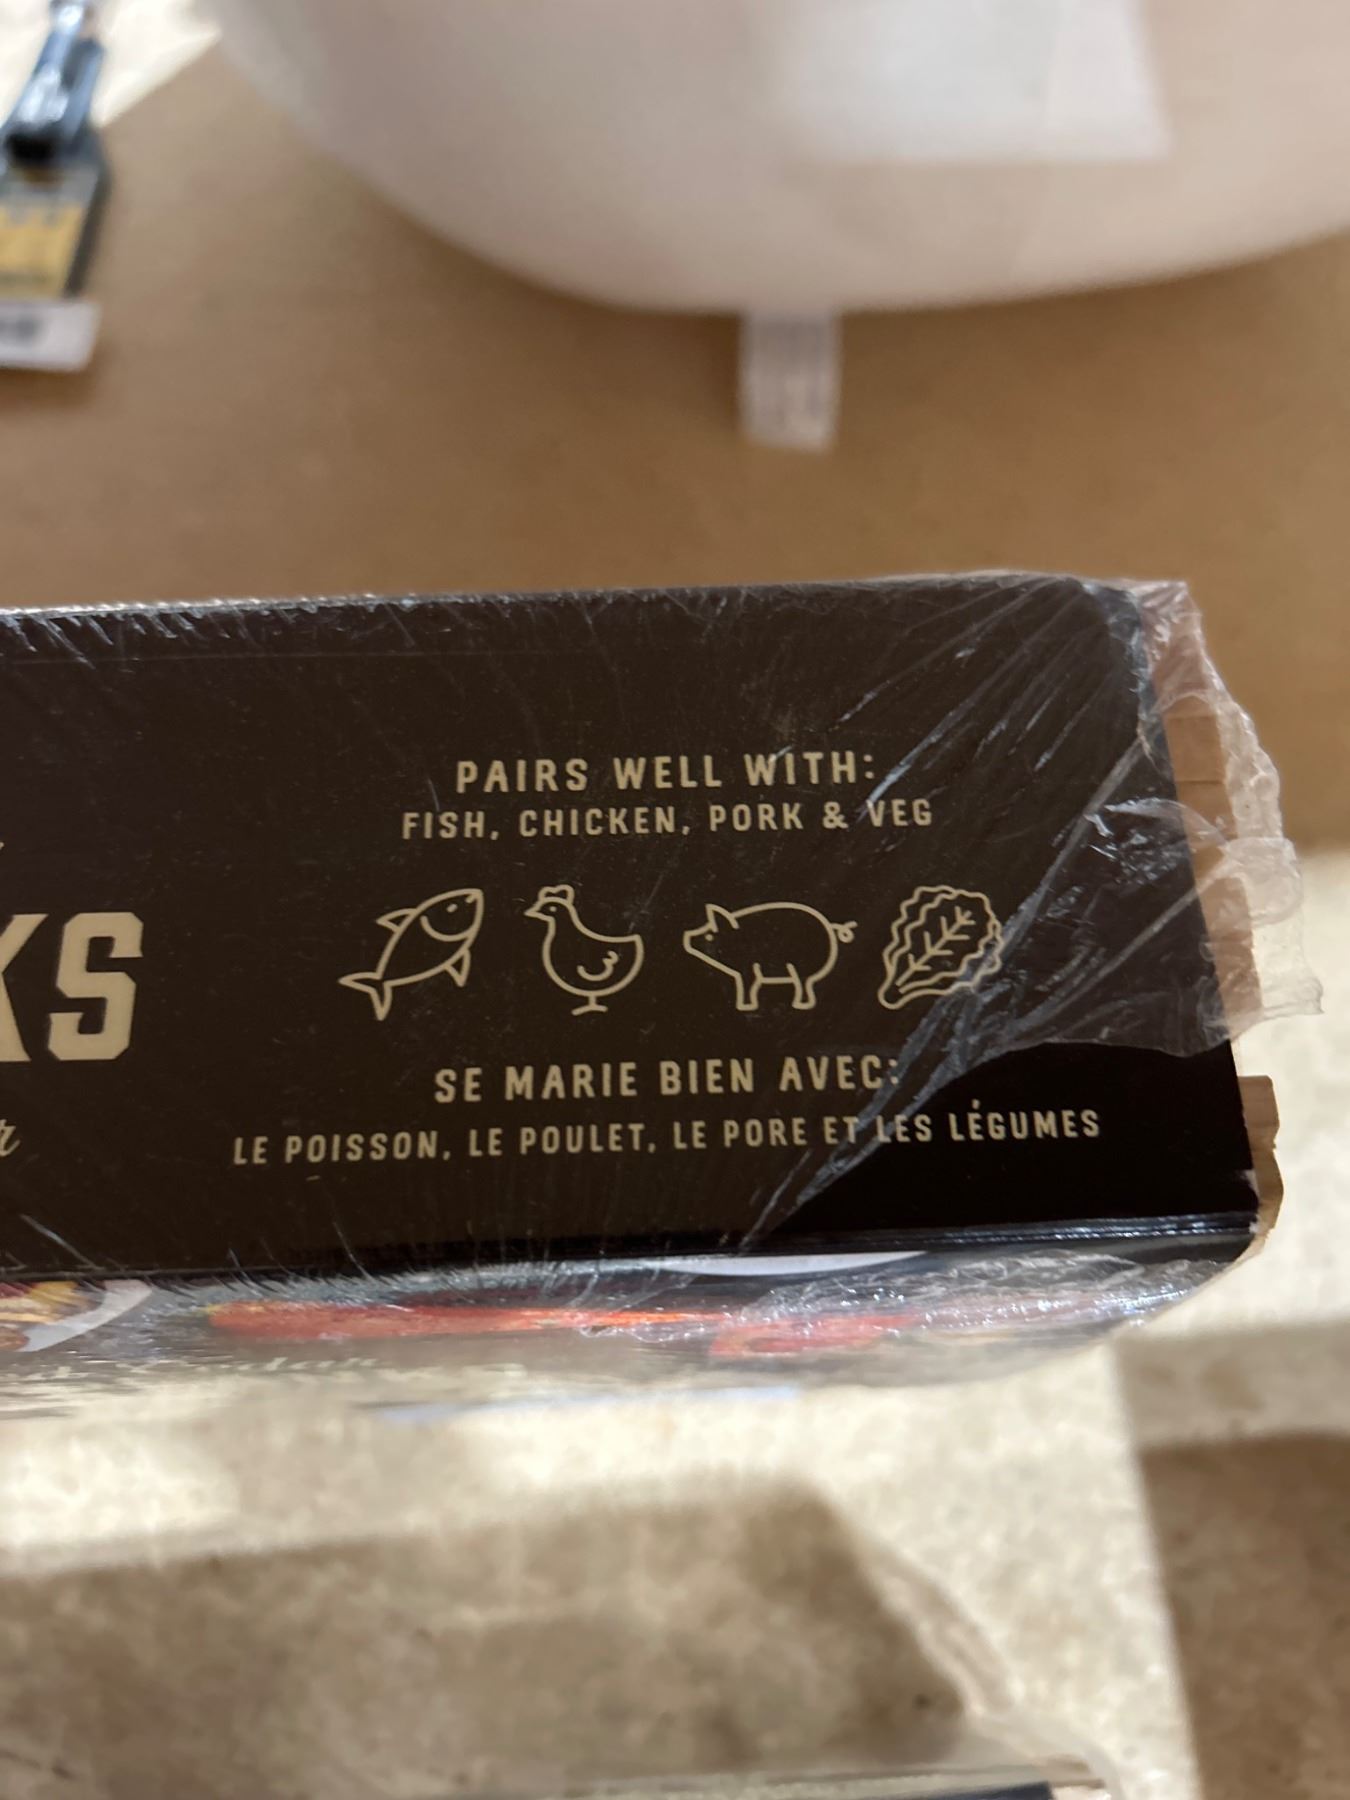 PAIRS WELL WITH:
FISH, CHICKEN, PORK & VEG
KS
SE MARIE BIEN AVEC:
LE POISSON, LE POULET, LE PORE ET LES LÉGUMES